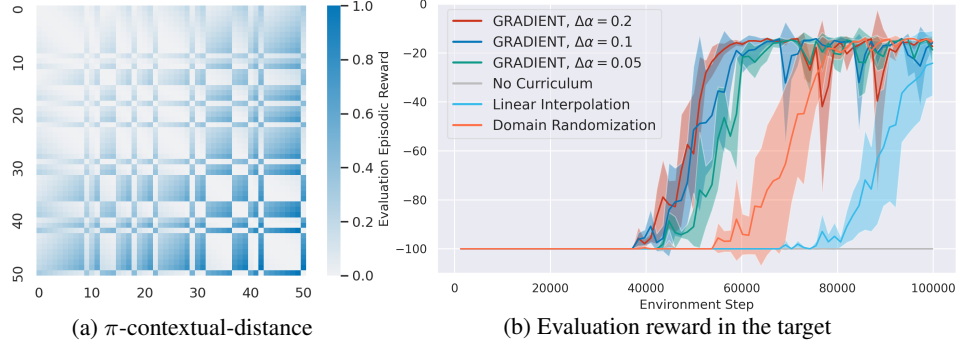 0
10
20
30
40
50
0 10 20 30 40 50
1.0
0.8
0.6
0.4
0.2
0.0
Evaluation Episodic Reward
(a) π-contextual-distance
−20
−40
−60
−80
−100
GRADIENT, Δα = 0.2
GRADIENT, Δα = 0.1
GRADIENT, Δα = 0.05
No Curriculum
Linear Interpolation
Domain Randomization
0 20000 40000 60000 80000 100000
Environment Step
(b) Evaluation reward in the target